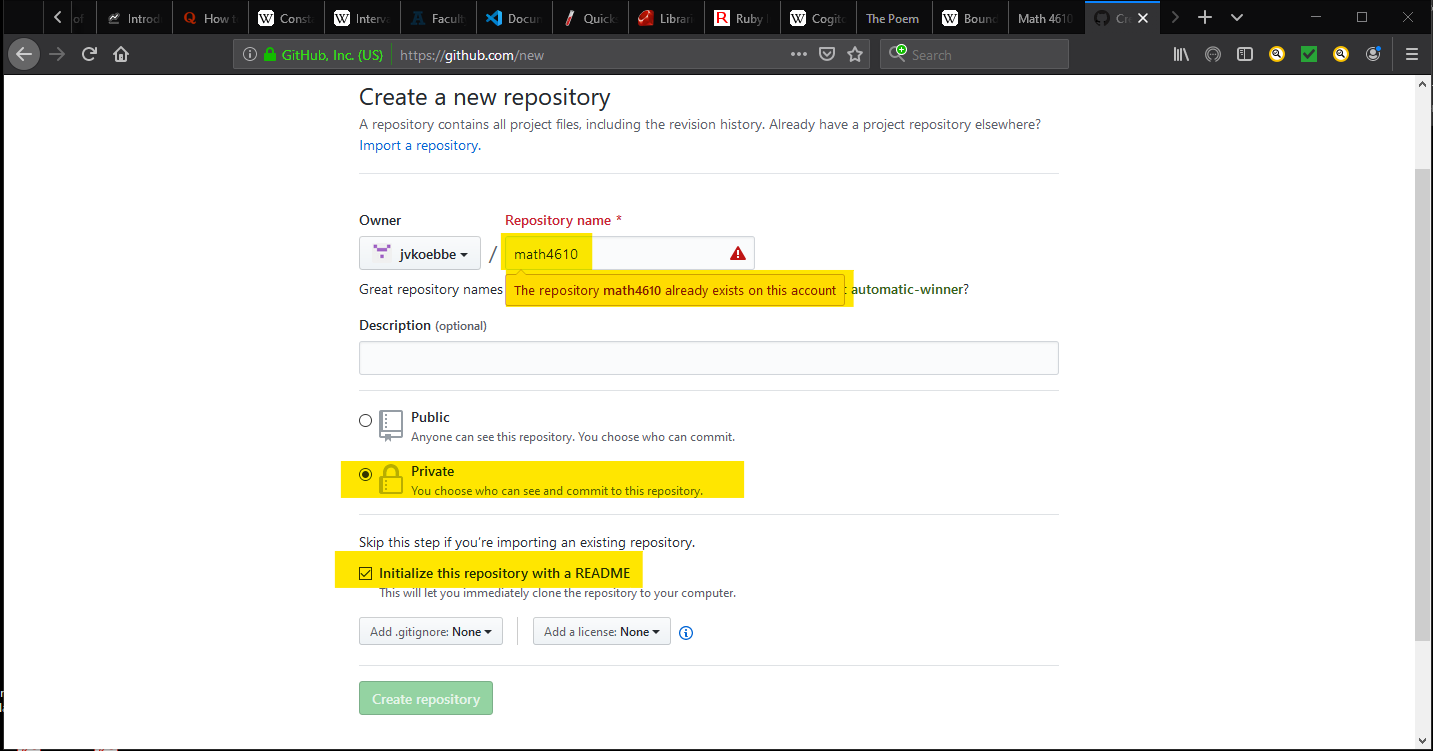 of
Introd
How t
Const
Interva
Facult
Docun
Quicks
Librari
Ruby
Cogito
The Poem
Bound
Math 4610
Cre
GitHub, Inc. (US)
https://github.com/new
Search
Create a new repository
A repository contains all project files, including the revision history. Already have a project repository elsewhere?
Import a repository.
Owner
Repository name *
jvkoebbe / math4610
Great repository names
The repository math4610 already exists on this account
automatic-winner?
Description (optional)
Public
Anyone can see this repository. You choose who can commit.
Private
You choose who can see and commit to this repository.
Skip this step if you’re importing an existing repository.
Initialize this repository with a README
This will let you immediately clone the repository to your computer.
Add .gitignore: None
Add a license: None
Create repository